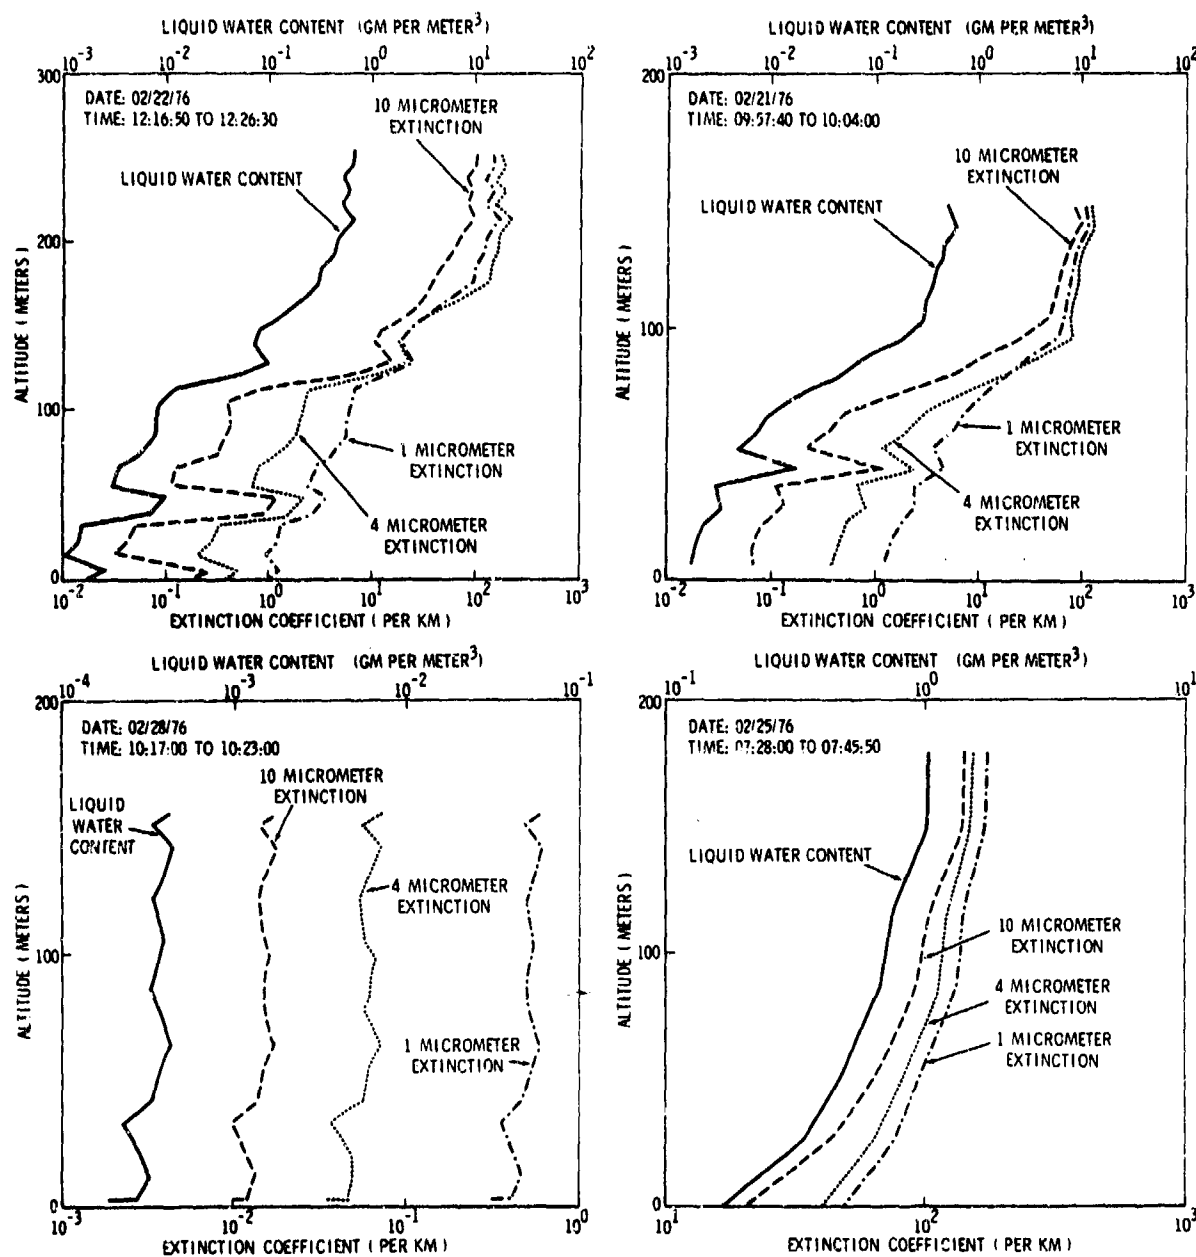 LIQUID WATER CONTENT (GM PER METER³)
10⁻³ 10⁻² 10⁻¹ 10⁰ 10¹ 10²
300
DATE: 02/22/76
TIME: 12:16:50 TO 12:26:30
10 MICROMETER
EXTINCTION
LIQUID WATER CONTENT
200
ALTITUDE (METERS)
100
1 MICROMETER
EXTINCTION
4 MICROMETER
EXTINCTION
0
10⁻² 10⁻¹ 10⁰ 10¹ 10² 10³
EXTINCTION COEFFICIENT (PER KM)
LIQUID WATER CONTENT (GM PER METER³)
10⁻³ 10⁻² 10⁻¹ 10⁰ 10¹ 10²
200
DATE: 02/21/76
TIME: 09:57:40 TO 10:04:00
10 MICROMETER
EXTINCTION
LIQUID WATER CONTENT
ALTITUDE (METERS)
100
1 MICROMETER
EXTINCTION
4 MICROMETER
EXTINCTION
0
10⁻² 10⁻¹ 10⁰ 10¹ 10² 10³
EXTINCTION COEFFICIENT (PER KM)
LIQUID WATER CONTENT (GM PER METER³)
10⁻⁴ 10⁻³ 10⁻² 10⁻¹
200
DATE: 02/28/76
TIME: 10:17:00 TO 10:23:00
10 MICROMETER
EXTINCTION
LIQUID
WATER
CONTENT
4 MICROMETER
EXTINCTION
ALTITUDE (METERS)
100
1 MICROMETER
EXTINCTION
0
10⁻³ 10⁻² 10⁻¹ 10⁰
EXTINCTION COEFFICIENT (PER KM)
LIQUID WATER CONTENT (GM PER METER³)
10⁻¹ 10⁰ 10¹
200
DATE: 02/25/76
TIME: 07:28:00 TO 07:45:50
LIQUID WATER CONTENT
ALTITUDE (METERS)
100
10 MICROMETER
EXTINCTION
4 MICROMETER
EXTINCTION
1 MICROMETER
EXTINCTION
0
10¹ 10² 10³
EXTINCTION COEFFICIENT (PER KM)